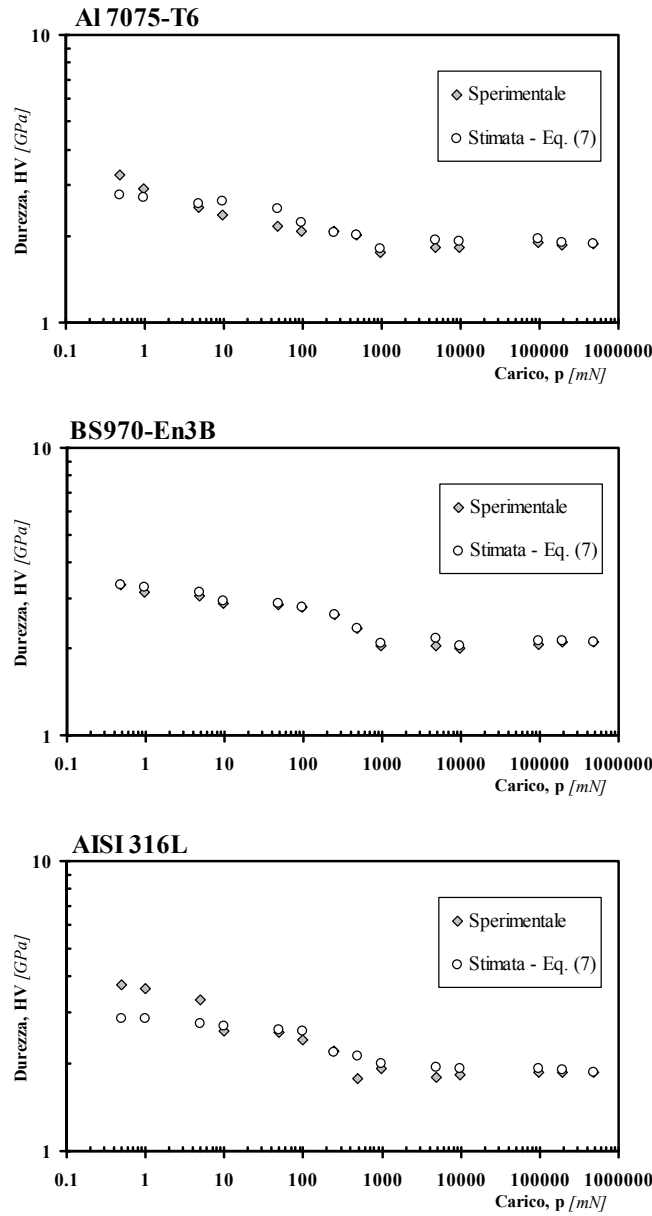 Al 7075-T6
10
Sperimentale
Stimata - Eq. (7)
Durezza, HV [GPa]
1
0.1 1 10 100 1000 10000 100000 1000000
Carico, p [mN]
BS970-En3B
10
Sperimentale
Stimata - Eq. (7)
Durezza, HV [GPa]
1
0.1 1 10 100 1000 10000 100000 1000000
Carico, p [mN]
AISI 316L
10
Sperimentale
Stimata - Eq. (7)
Durezza, HV [GPa]
1
0.1 1 10 100 1000 10000 100000 1000000
Carico, p [mN]